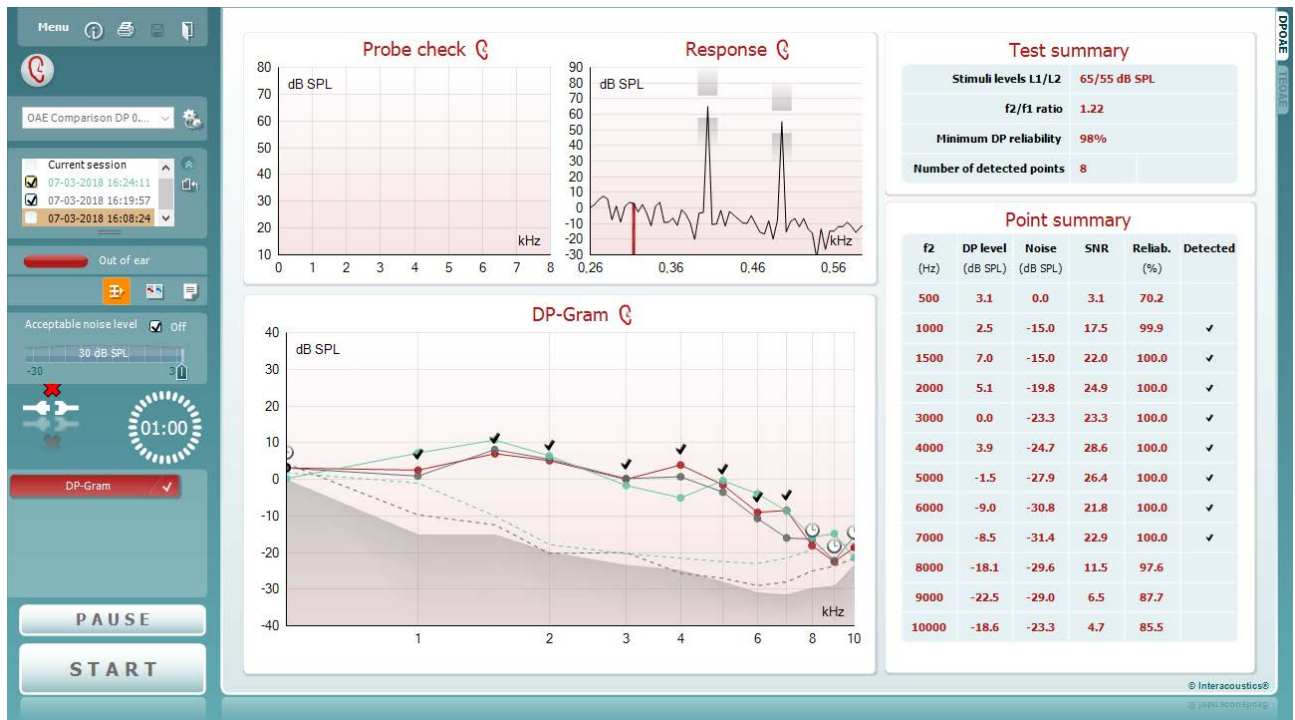 Menu
OAE Comparison DP 0....
Current session
07-03-2018 16:24:11
07-03-2018 16:19:57
07-03-2018 16:08:24
Out of ear
Acceptable noise level Off
30 dB SPL
-30 3
01:00
DP-Gram
PAUSE
START
Probe check
80
70
60
50
40
30
20
10
dB SPL
kHz
0 1 2 3 4 5 6 7 8
Response
90
80
70
60
50
40
30
20
10
0
-10
-20
-30
dB SPL
kHz
0,26 0,36 0,46 0,56
DP-Gram
40
30
20
10
0
-10
-20
-30
-40
dB SPL
kHz
1 2 3 4 6 8 10
Test summary
Stimuli levels L1/L2 65/55 dB SPL
f2/f1 ratio 1.22
Minimum DP reliability 98%
Number of detected points 8
Point summary
f2 DP level Noise SNR Reliab. Detected
(Hz) (dB SPL) (dB SPL) (%)
500 3.1 0.0 3.1 70.2
1000 2.5 -15.0 17.5 99.9
1500 7.0 -15.0 22.0 100.0
2000 5.1 -19.8 24.9 100.0
3000 0.0 -23.3 23.3 100.0
4000 3.9 -24.7 28.6 100.0
5000 -1.5 -27.9 26.4 100.0
6000 -9.0 -30.8 21.8 100.0
7000 -8.5 -31.4 22.9 100.0
8000 -18.1 -29.6 11.5 97.6
9000 -22.5 -29.0 6.5 87.7
10000 -18.6 -23.3 4.7 85.5
© Interacoustics®
DPOAE
TEOAE